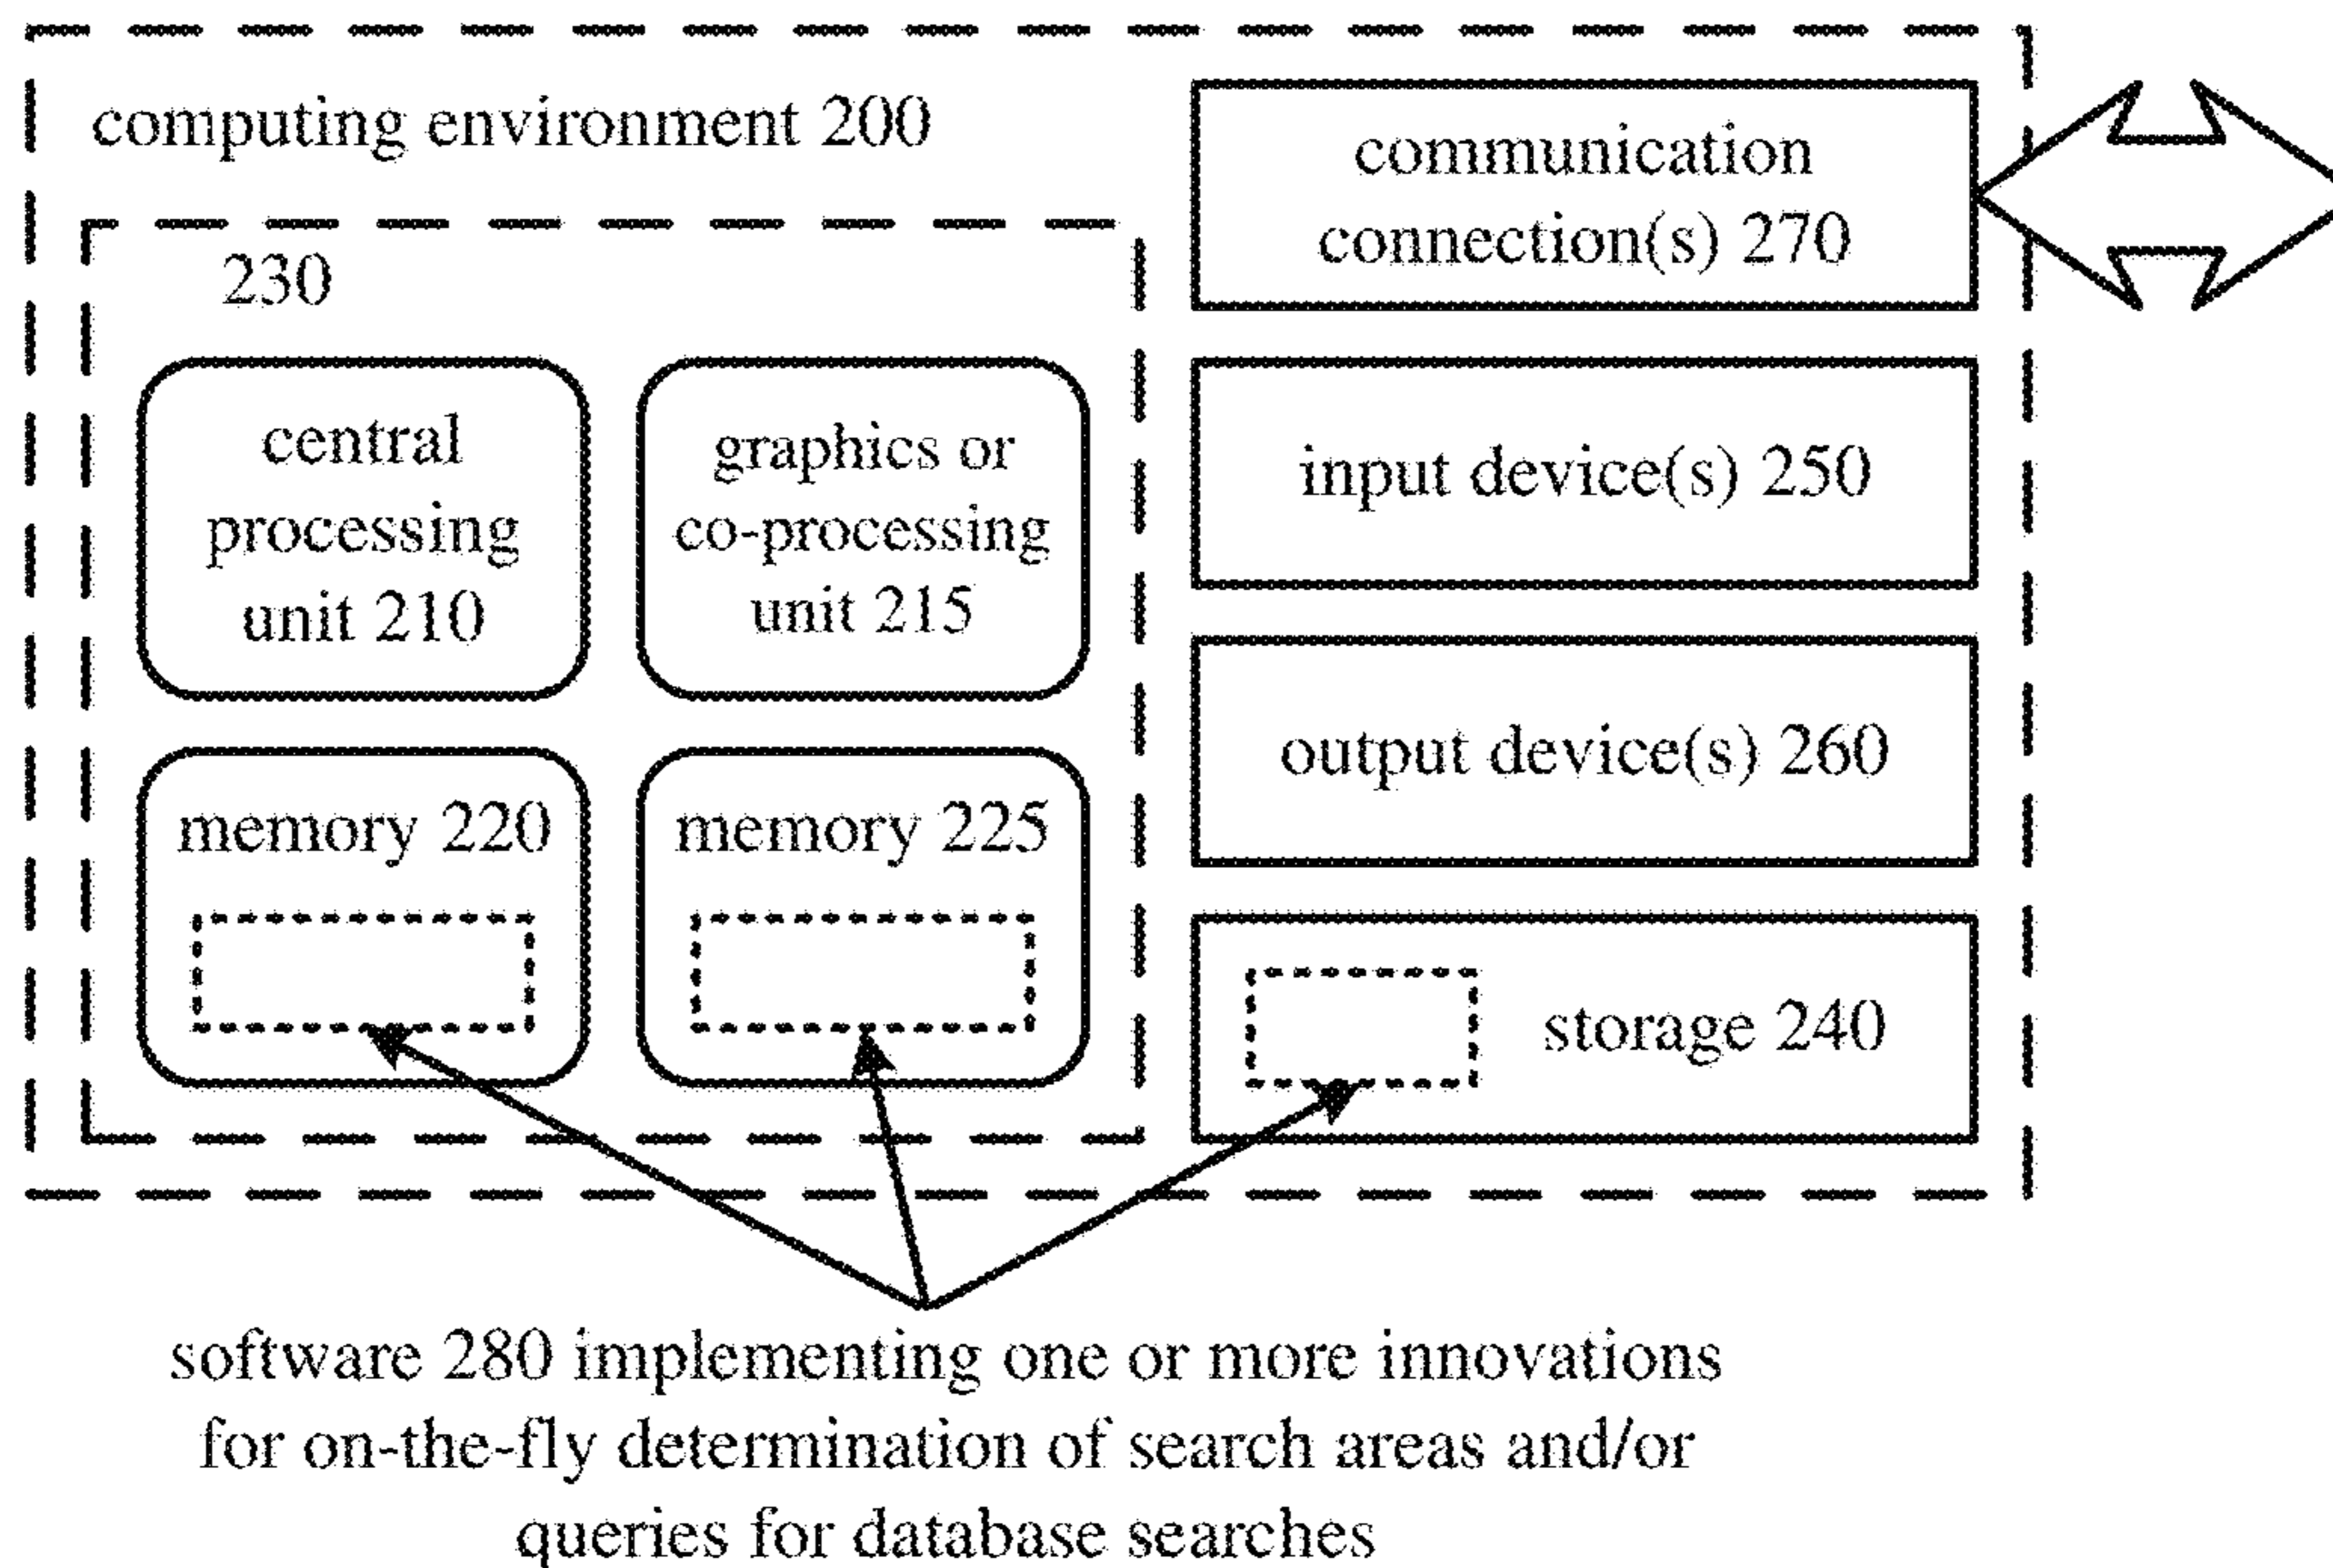 computing environment 200
230
central
processing
unit 210
graphics or
co-processing
unit 215
memory 220
memory 225
communication
connection(s) 270
input device(s) 250
output device(s) 260
storage 240
software 280 implementing one or more innovations
for on-the-fly determination of search areas and/or
queries for database searches